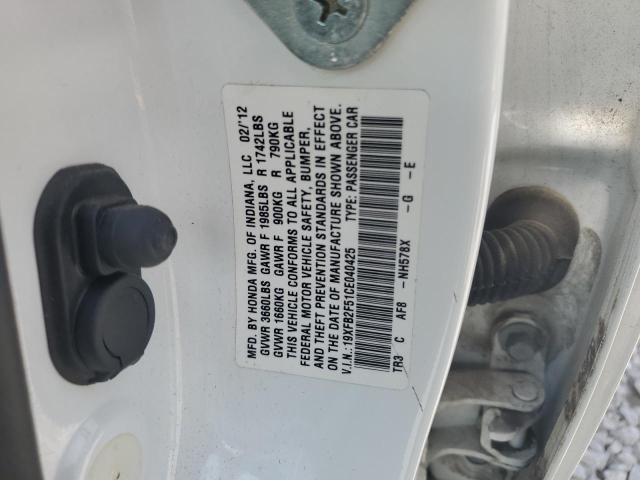 MFD. BY HONDA MFG. OF INDIANA, LLC 02/'12
GVWR 3660LBS GAWR F 1985LBS R 1742LBS
GVWR 1660KG GAWR F 900KG R 790KG
THIS VEHICLE CONFORMS TO ALL APPLICABLE
FEDERAL MOTOR VEHICLE SAFETY, BUMPER,
AND THEFT PREVENTION STANDARDS IN EFFECT
ON THE DATE OF MANUFACTURE SHOWN ABOVE.
V.I.N.:19XFB2F51CE040425 TYPE: PASSENGER CAR
TR3 C AF8 -NH578X -G -E